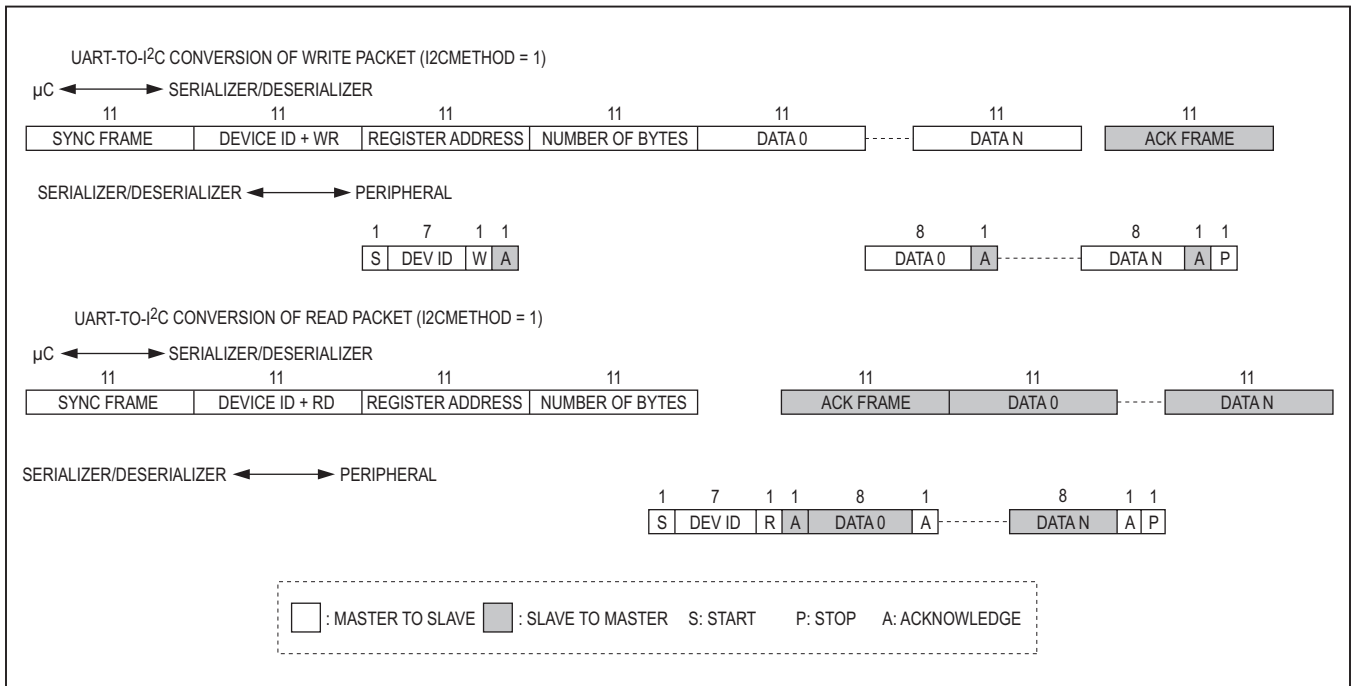 UART-TO-I2C CONVERSION OF WRITE PACKET (I2CMETHOD = 1)
µC SERIALIZER/DESERIALIZER
11 11 11 11 11 11 11
SYNC FRAME DEVICE ID + WR REGISTER ADDRESS NUMBER OF BYTES DATA 0 DATA N ACK FRAME
SERIALIZER/DESERIALIZER PERIPHERAL
1 7 1 1 8 1 8 1 1
S DEV ID W A DATA 0 A DATA N A P
UART-TO-I2C CONVERSION OF READ PACKET (I2CMETHOD = 1)
µC SERIALIZER/DESERIALIZER
11 11 11 11 11 11 11
SYNC FRAME DEVICE ID + RD REGISTER ADDRESS NUMBER OF BYTES ACK FRAME DATA 0 DATA N
SERIALIZER/DESERIALIZER PERIPHERAL
1 7 1 1 8 1 8 1 1
S DEV ID R A DATA 0 A DATA N A P
: MASTER TO SLAVE : SLAVE TO MASTER S: START P: STOP A: ACKNOWLEDGE